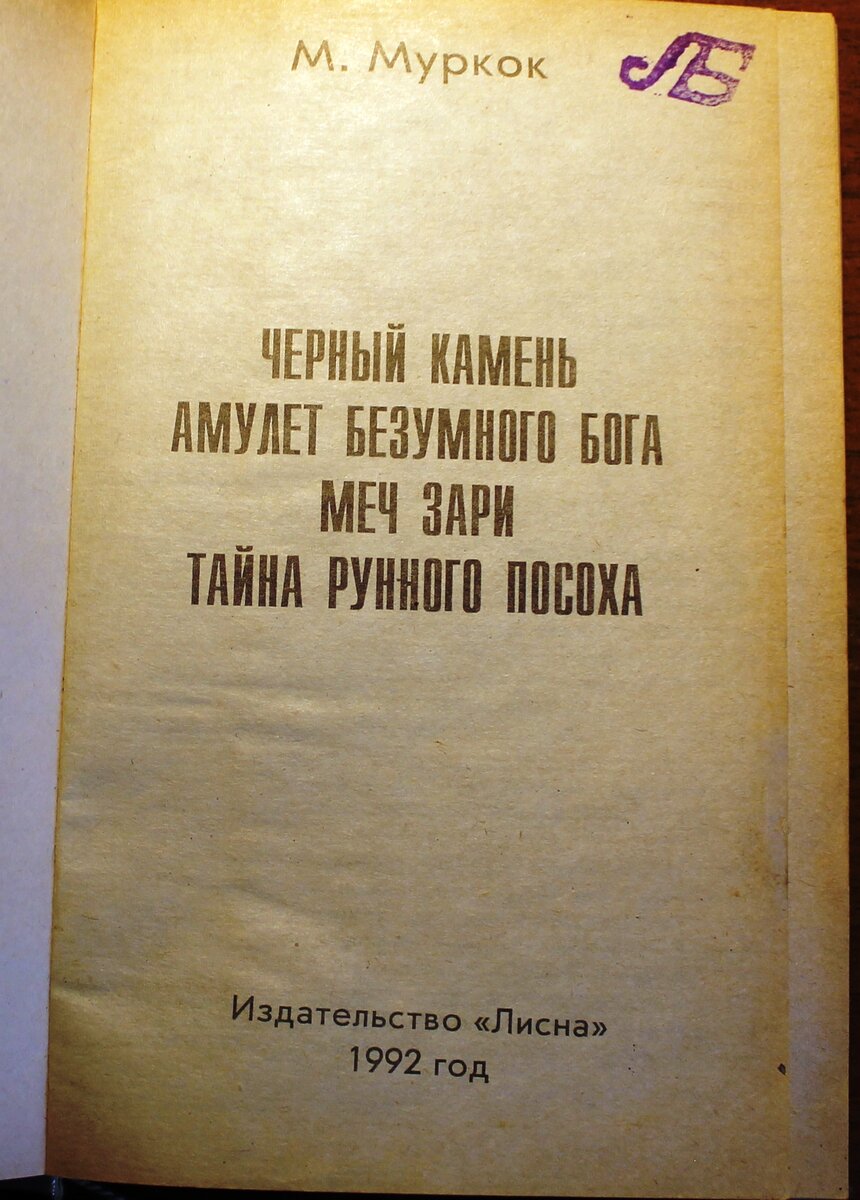 М. Муркок
ЛБ
ЧЕРНЫЙ КАМЕНЬ
АМУЛЕТ БЕЗУМНОГО БОГА
МЕЧ ЗАРИ
ТАЙНА РУННОГО ПОСОХА
Издательство «Лисна»
1992 год